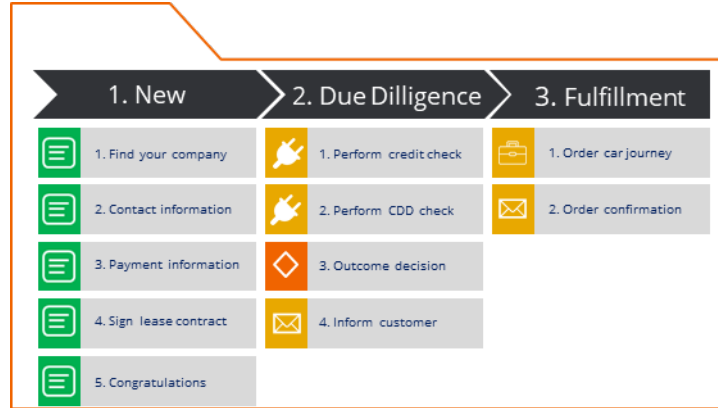 1. New
2. Due Dilligence
3. Fulfillment
1. Find your company
2. Contact information
3. Payment information
4. Sign lease contract
5. Congratulations
1. Perform credit check
2. Perform CDD check
3. Outcome decision
4. Inform customer
1. Order car journey
2. Order confirmation